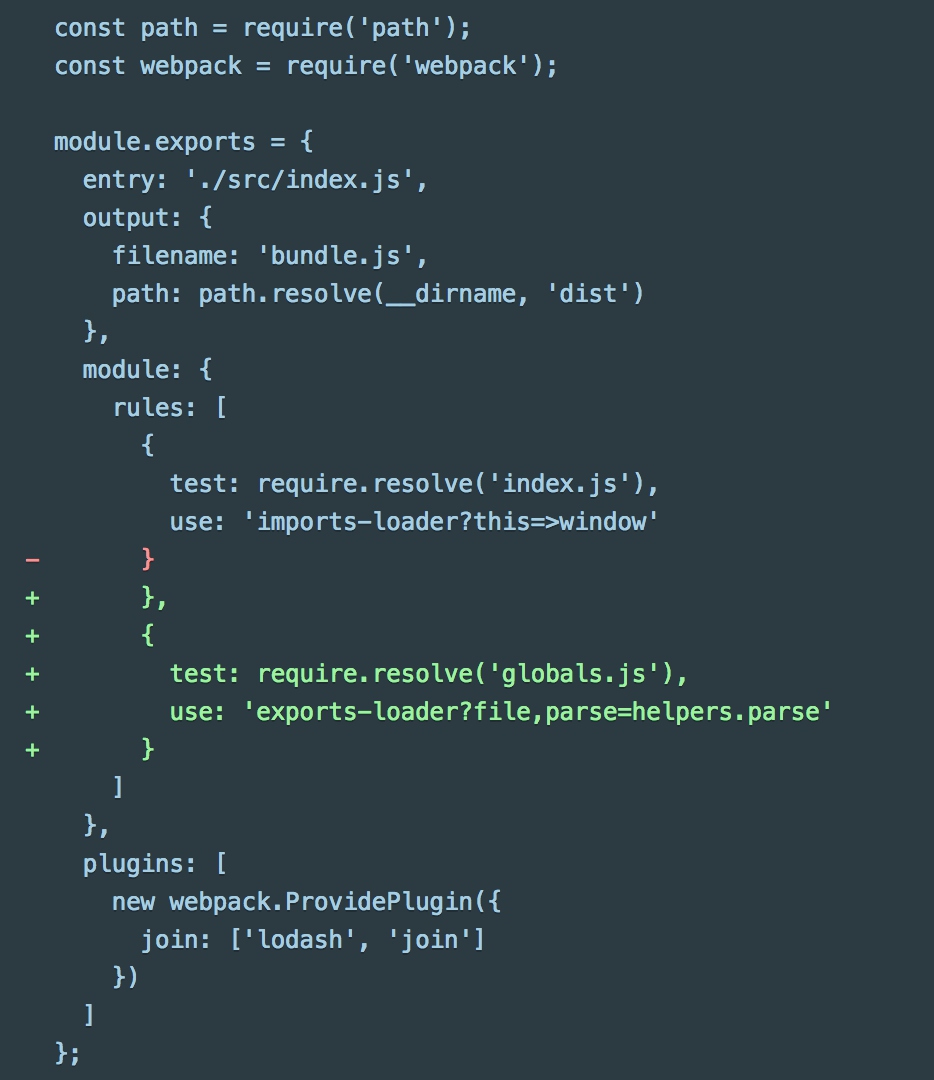 const path = require('path');
  const webpack = require('webpack');

  module.exports = {
    entry: './src/index.js',
    output: {
      filename: 'bundle.js',
      path: path.resolve(__dirname, 'dist')
    },
    module: {
      rules: [
        {
          test: require.resolve('index.js'),
          use: 'imports-loader?this=>window'
-       }
+       },
+       {
+         test: require.resolve('globals.js'),
+         use: 'exports-loader?file,parse=helpers.parse'
+       }
      ]
    },
    plugins: [
      new webpack.ProvidePlugin({
        join: ['lodash', 'join']
      })
    ]
  };